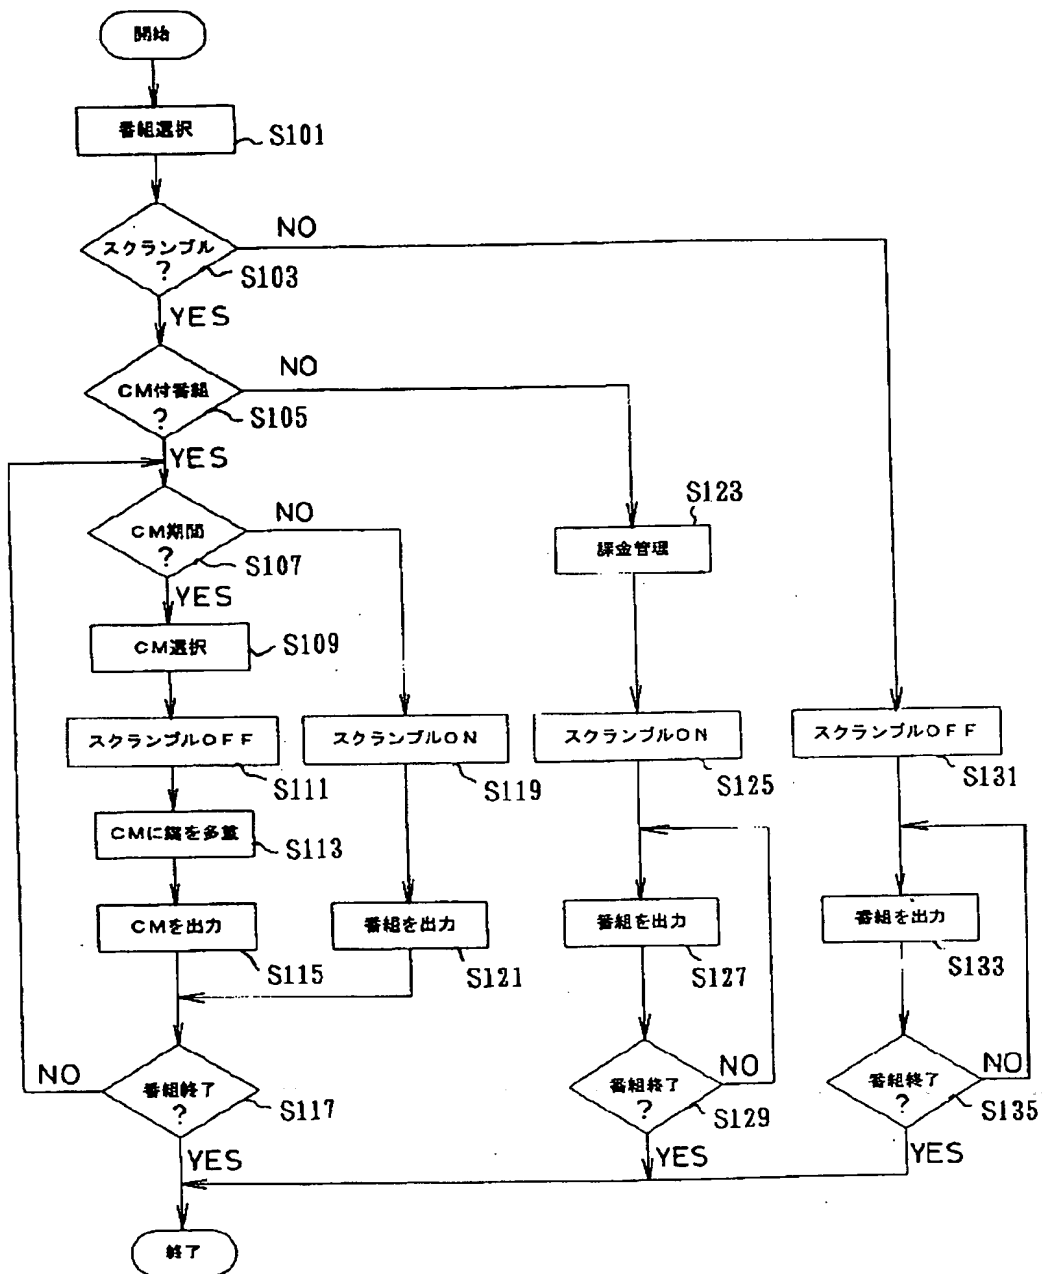 開始
番組選択
S101
スクランブル
?
S103
NO
YES
CM付番組
?
S105
NO
YES
CM期間
?
S107
NO
YES
S123
課金管理
CM選択
S109
スクランブルOFF
S111
スクランブルON
S119
スクランブルON
S125
スクランブルOFF
S131
CMに鍵を多重
S113
CMを出力
S115
番組を出力
S121
番組を出力
S127
番組を出力
S133
番組終了
?
S117
NO
YES
番組終了
?
S129
NO
YES
番組終了
?
S135
NO
YES
終了